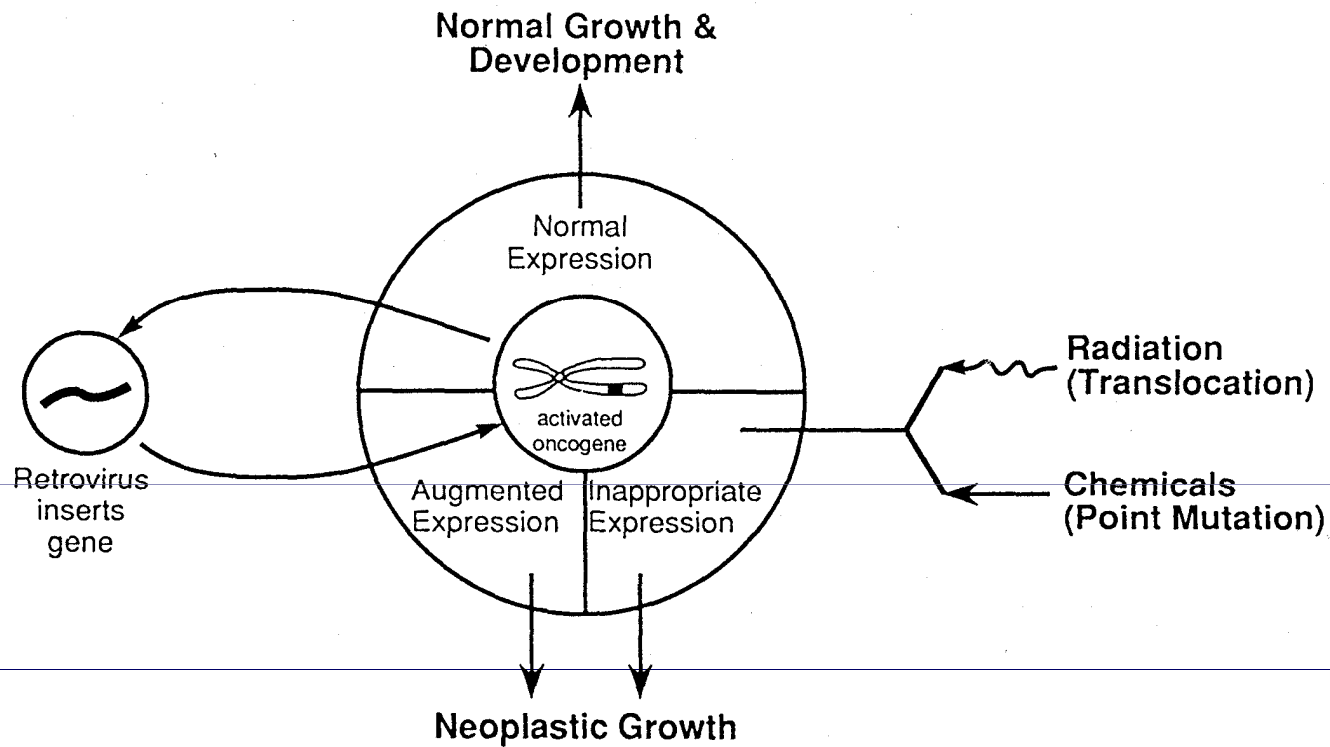 Normal Growth &
Development
Normal
Expression
activated
oncogene
Retrovirus
inserts
gene
Augmented
Expression
Inappropriate
Expression
Radiation
(Translocation)
Chemicals
(Point Mutation)
Neoplastic Growth